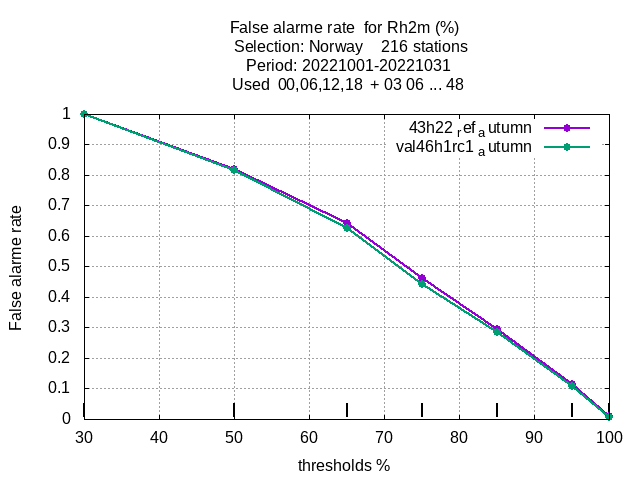 False alarme rate for Rh2m (%)
Selection: Norway 216 stations
Period: 20221001-20221031
Used 00,06,12,18 + 03 06 ... 48
43h22 ref autumn
val46h1rc1 autumn
False alarme rate
1
0.9
0.8
0.7
0.6
0.5
0.4
0.3
0.2
0.1
0
30 40 50 60 70 80 90 100
thresholds %